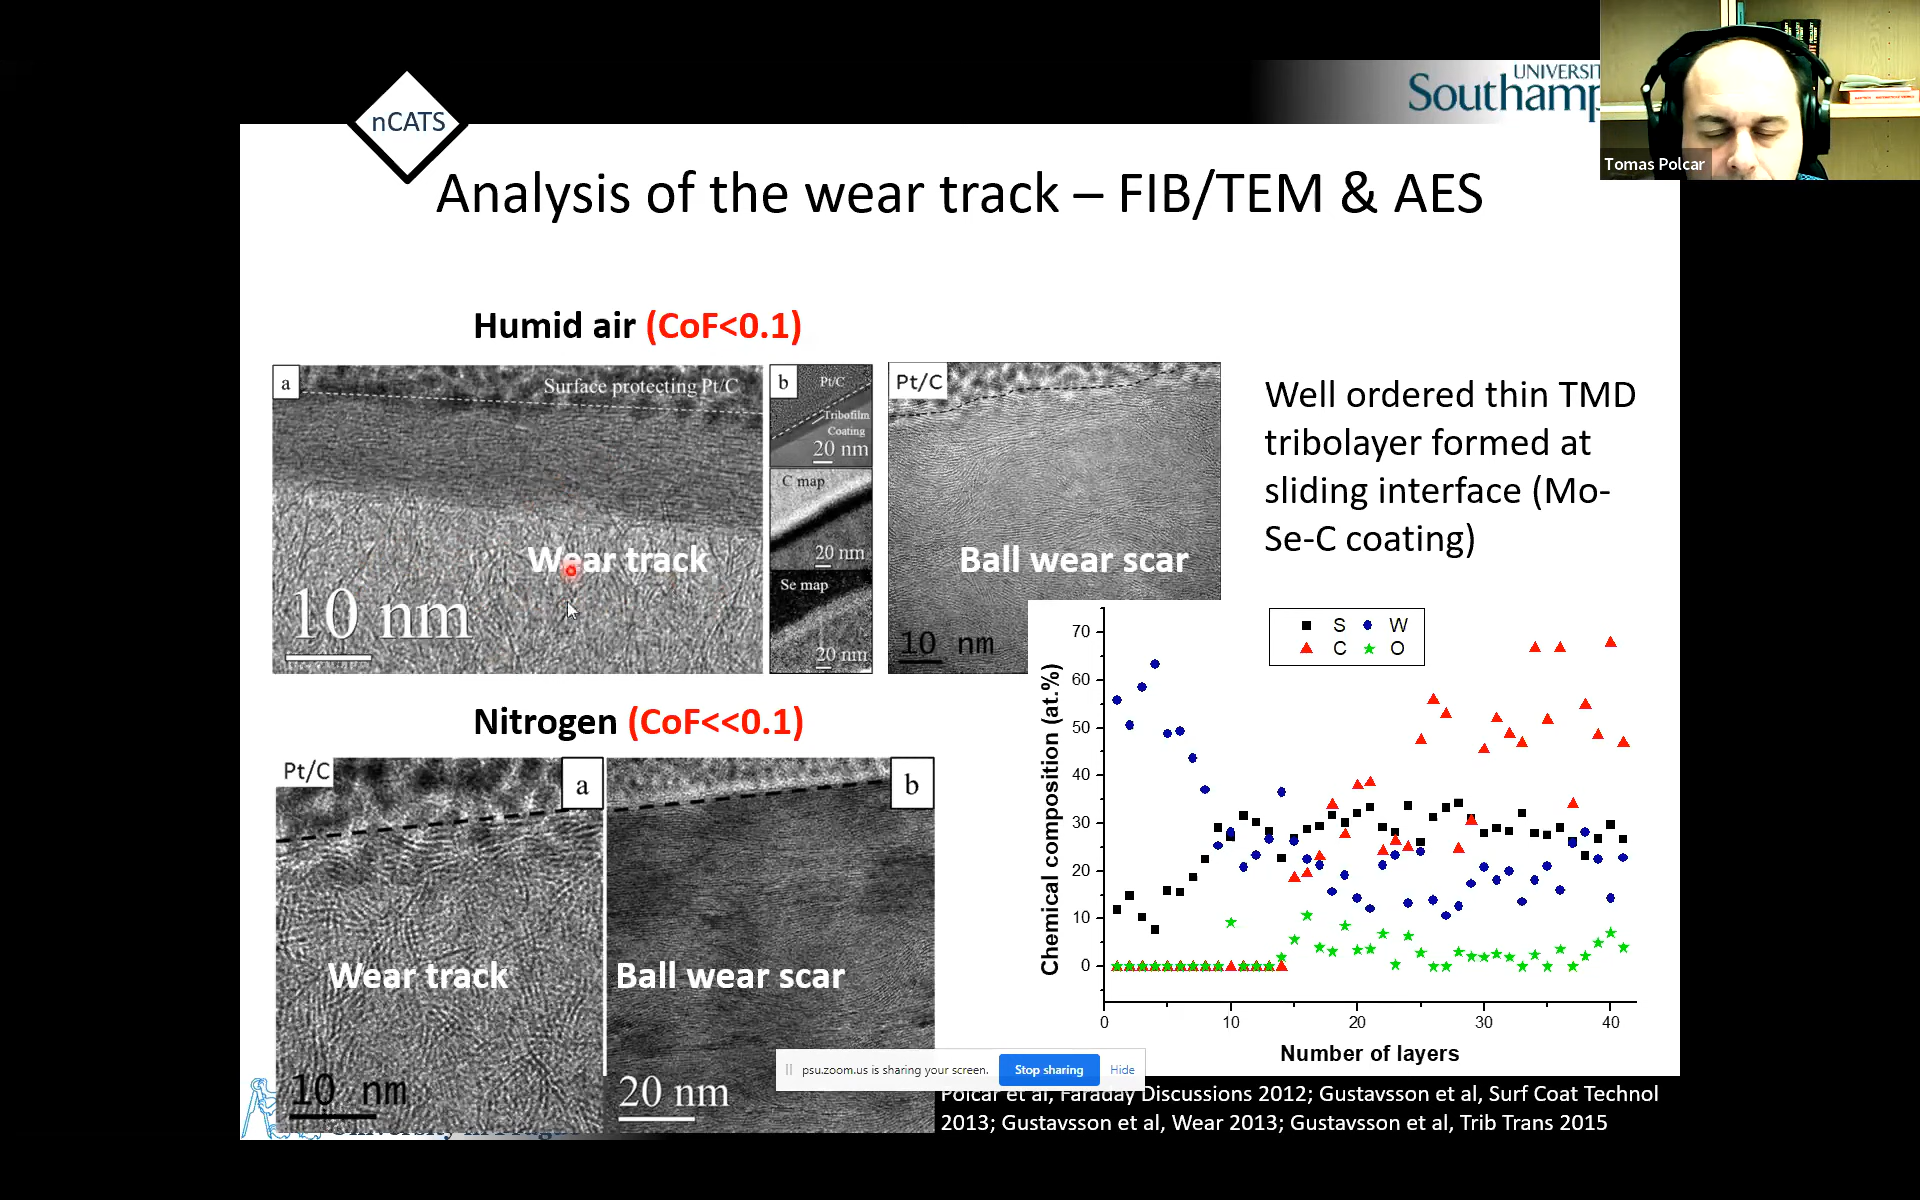 nCATS
UNIVERSIT
Southamp
Tomas Polcar
Analysis of the wear track – FIB/TEM & AES
Humid air (CoF<0.1)
a
Surface protecting Pt/C
Wear track
10 nm
b
Pt/C
Tribofilm
Coating
20 nm
C map
20 nm
Se map
20 nm
Pt/C
Ball wear scar
10 nm
Well ordered thin TMD
tribolayer formed at
sliding interface (Mo-
Se-C coating)
Nitrogen (CoF<<0.1)
Pt/C
a
Wear track
10 nm
b
Ball wear scar
20 nm
S W
C O
Chemical composition (at.%)
70
60
50
40
30
20
10
0
0 10 20 30 40
Number of layers
psu.zoom.us is sharing your screen. Stop sharing Hide
Polcar et al, Faraday Discussions 2012; Gustavsson et al, Surf Coat Technol
2013; Gustavsson et al, Wear 2013; Gustavsson et al, Trib Trans 2015